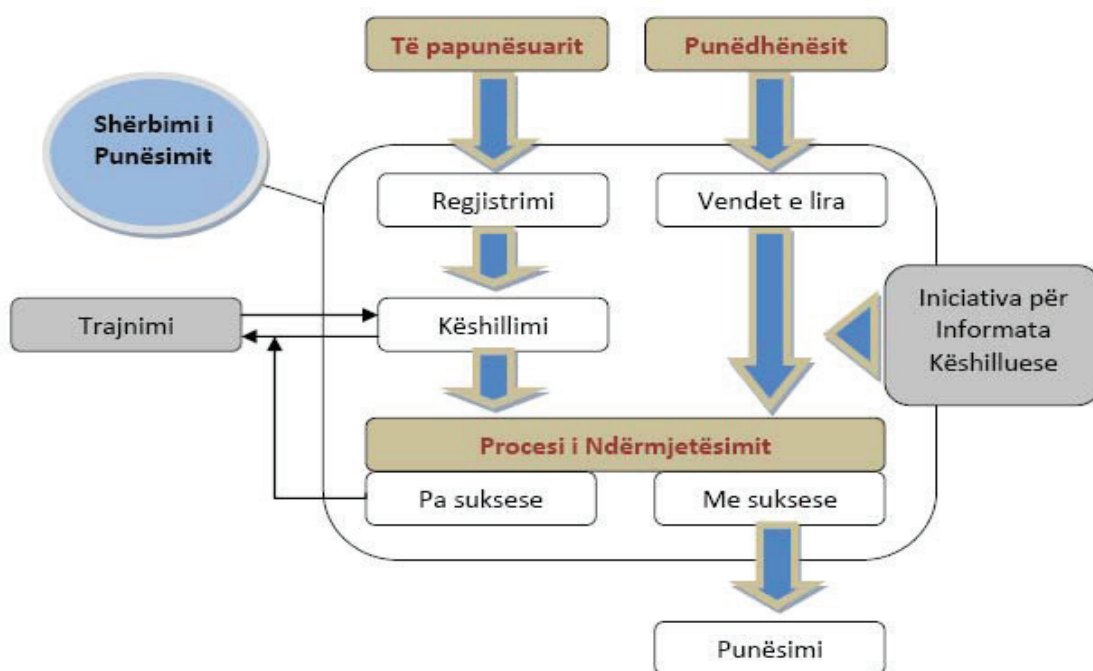 Të papunësuarit
Punëdhënësit
Shërbimi i
Punësimit
Regjistrimi
Vendet e lira
Trajnimi
Këshillimi
Iniciativa për
Informata
Këshilluese
Procesi i Ndërmjetësimit
Pa suksese
Me suksese
Punësimi